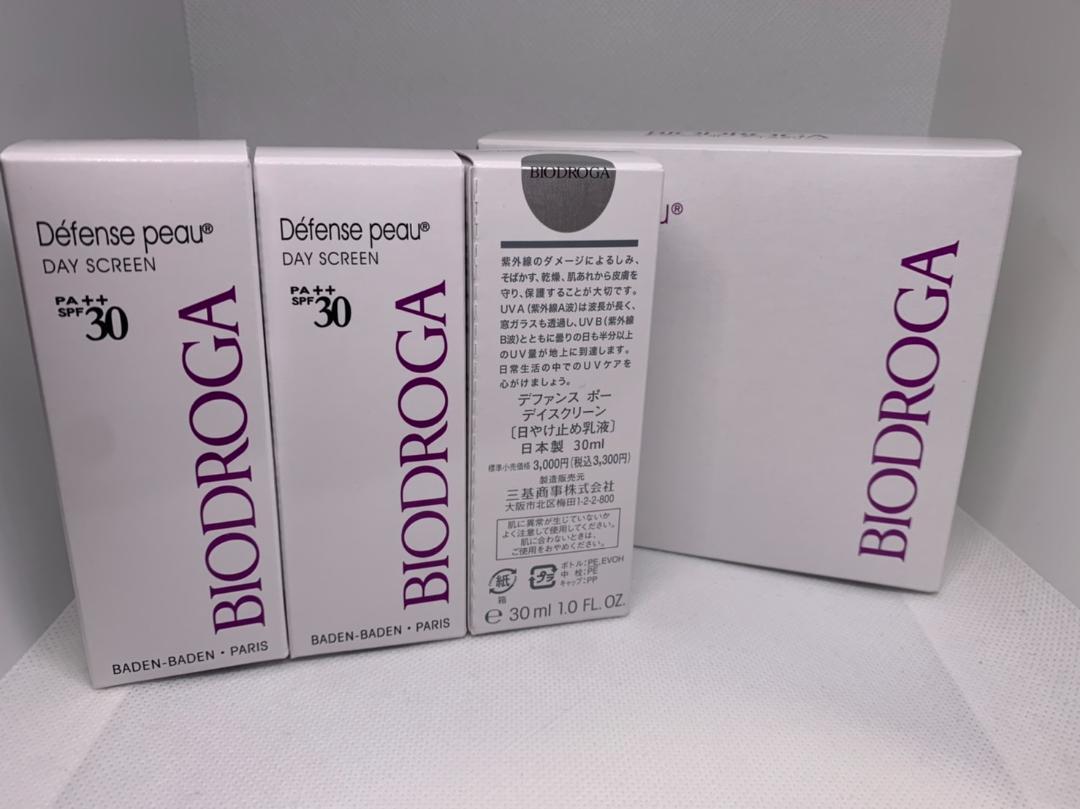 Défense peau®
DAY SCREEN
PA++
SPF30
BIODROGA
BADEN-BADEN・PARIS
Défense peau®
DAY SCREEN
PA++
SPF30
BIODROGA
BADEN-BADEN・PARIS
BIODROGA
紫外線のダメージによるしみ、
そばかす、乾燥、肌あれから皮膚を
守り、保護することが大切です。
UVA(紫外線A波)は波長が長く、
窓ガラスも透過し、UVB(紫外線
B波)とともに曇りの日も半分以上
のUV量が地上に到達します。
日常生活の中でのUVケアを
心がけましょう。
デファンス ポー
デイスクリーン
〔日やけ止め乳液〕
日本製 30ml
標準小売価格 3,000円(税込3,300円)
製造販売元
三基商事株式会社
大阪市北区梅田1-2-2-800
肌に異常が生じていないか
よく注意して使用してください。
肌に合わないときは、
ご使用をおやめください。
紙
箱
プラ
ボトル:PE,EVOH
中 栓:PE
キャップ:PP
e 30ml 1.0 FL. OZ.
u®
BIODROGA